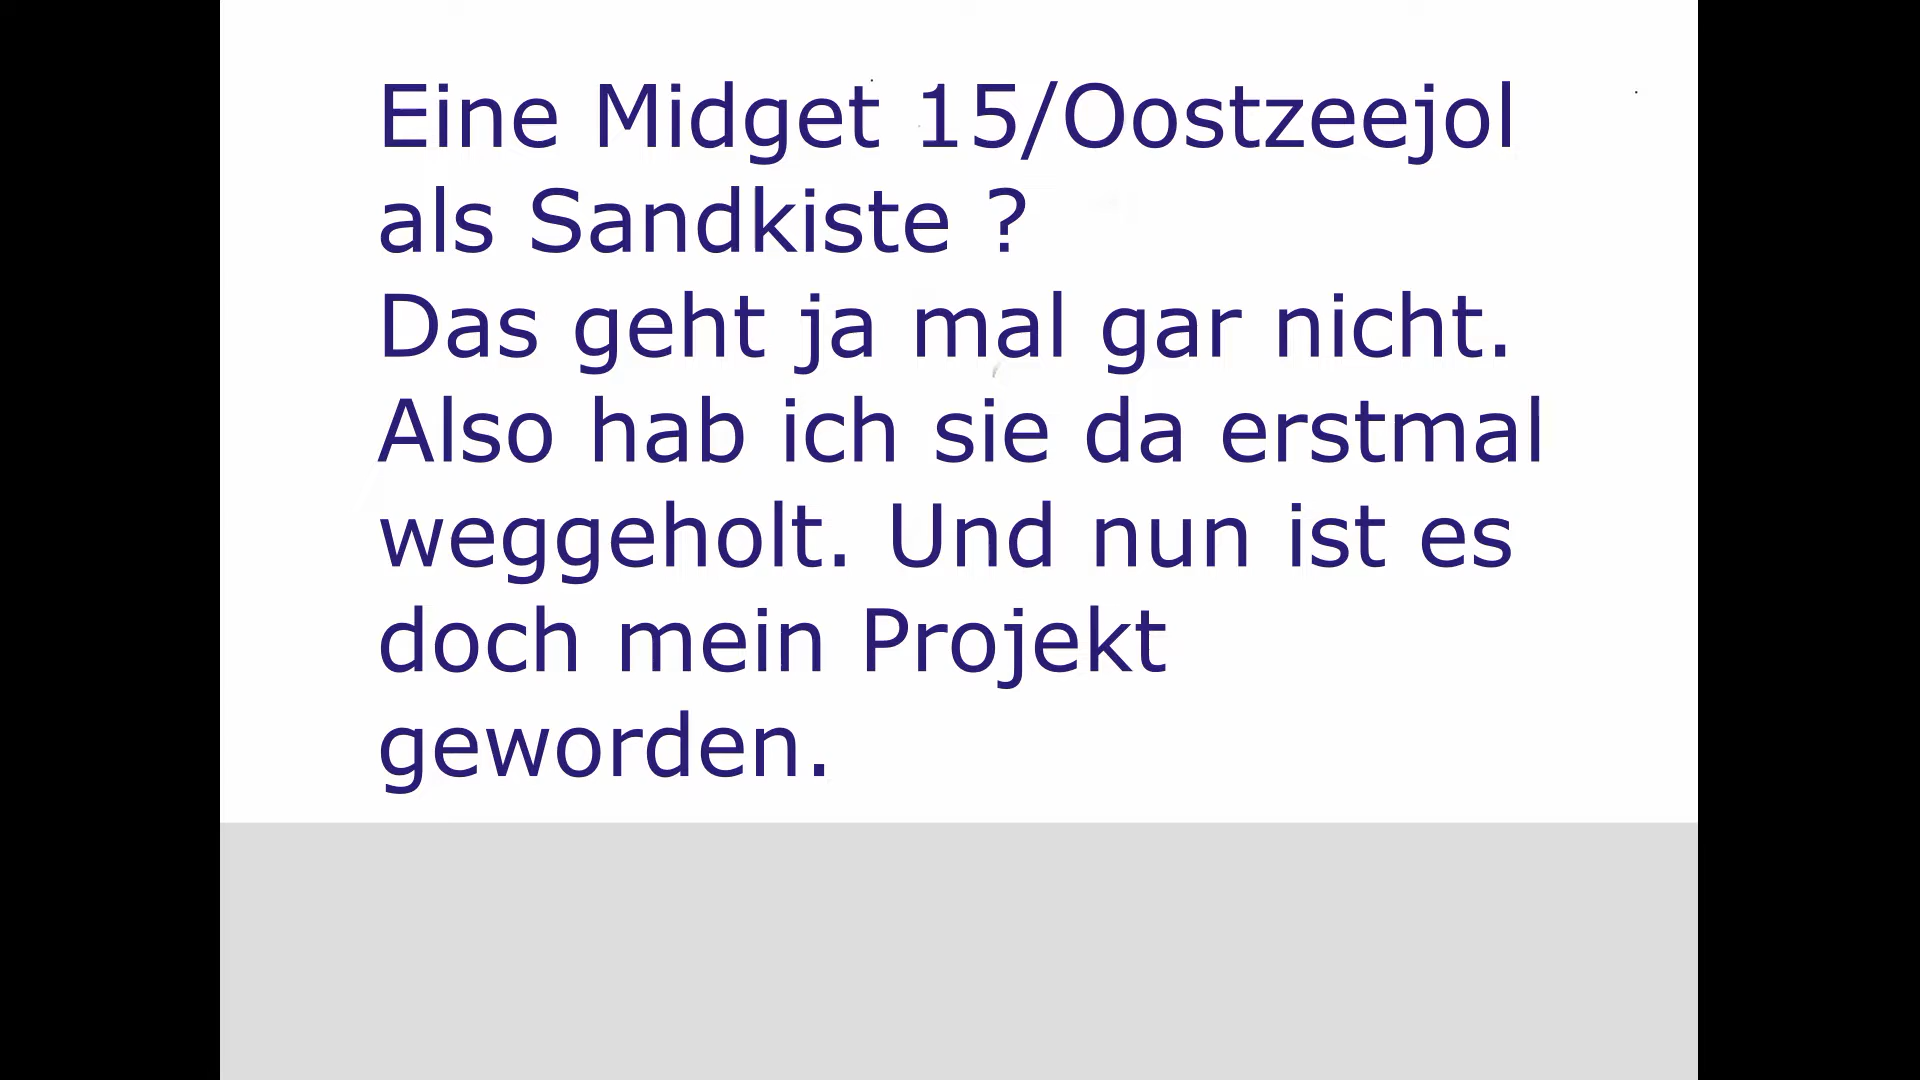 Eine Midget 15/Oostzeejol
als Sandkiste ?
Das geht ja mal gar nicht.
Also hab ich sie da erstmal
weggeholt. Und nun ist es
doch mein Projekt
geworden.